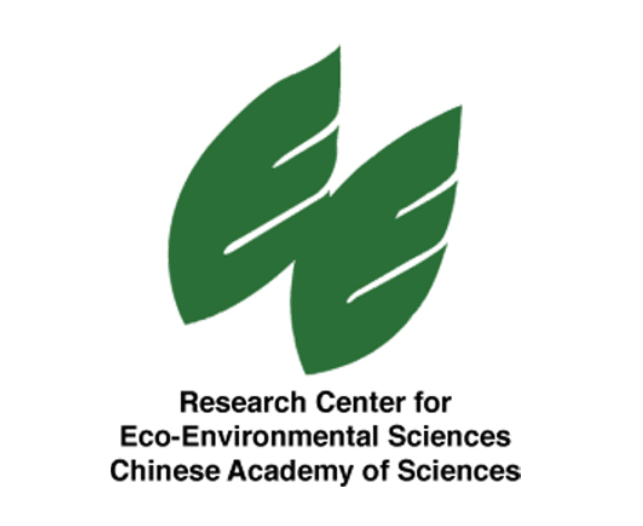 Research Center for
Eco-Environmental Sciences
Chinese Academy of Sciences